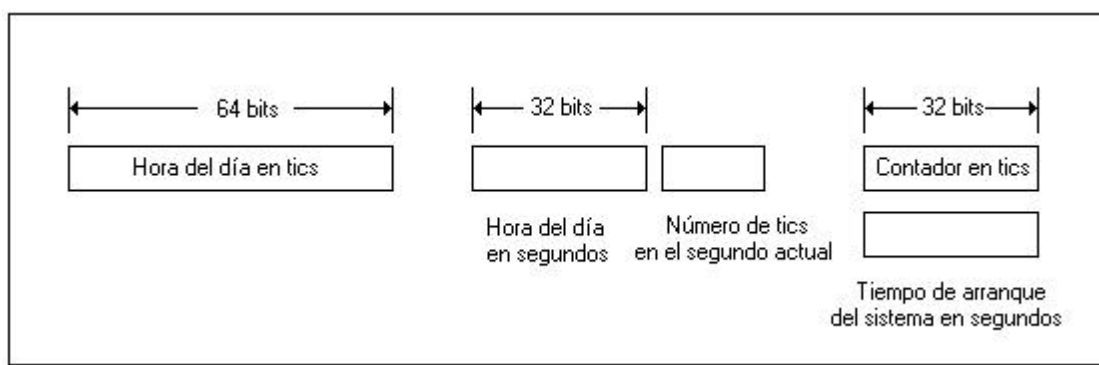 64 bits
Hora del día en tics
32 bits
Hora del día
en segundos
Número de tics
en el segundo actual
32 bits
Contador en tics
Tiempo de arranque
del sistema en segundos